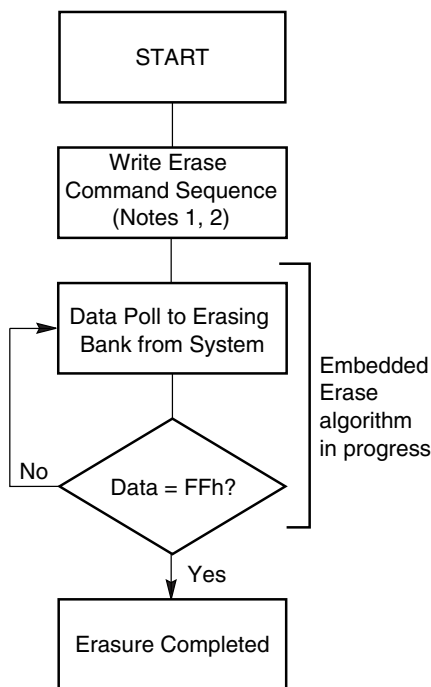 START
Write Erase
Command Sequence
(Notes 1, 2)
Data Poll to Erasing
Bank from System
Embedded
Erase
algorithm
in progress
No
Data = FFh?
Yes
Erasure Completed